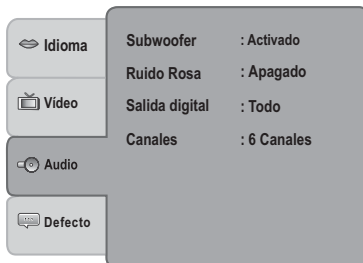 Idioma
Vídeo
Audio
Defecto
Subwoofer : Activado
Ruido Rosa : Apagado
Salida digital : Todo
Canales : 6 Canales